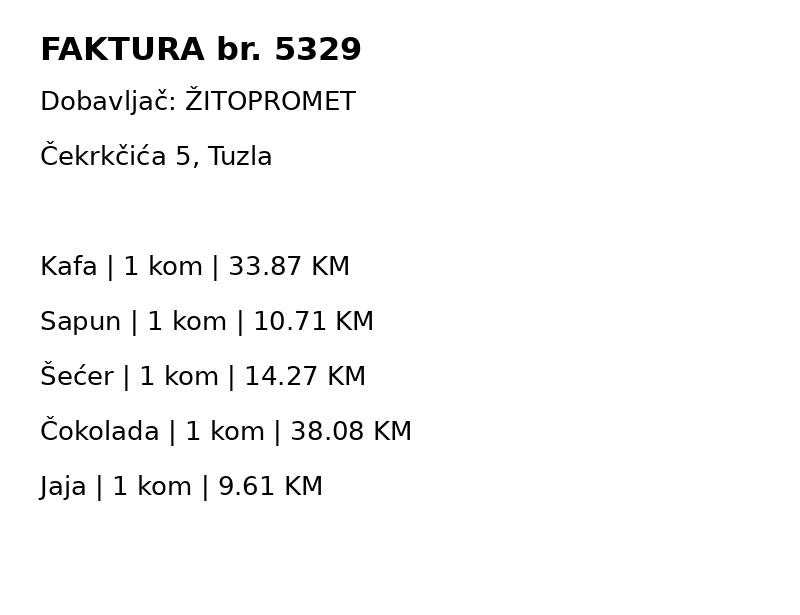 FAKTURA br. 5329
Dobavljač: ŽITOPROMET
Čekrkčića 5, Tuzla
Kafa | 1 kom | 33.87 KM
Sapun | 1 kom | 10.71 KM
Šećer | 1 kom | 14.27 KM
Čokolada | 1 kom | 38.08 KM
Jaja | 1 kom | 9.61 KM